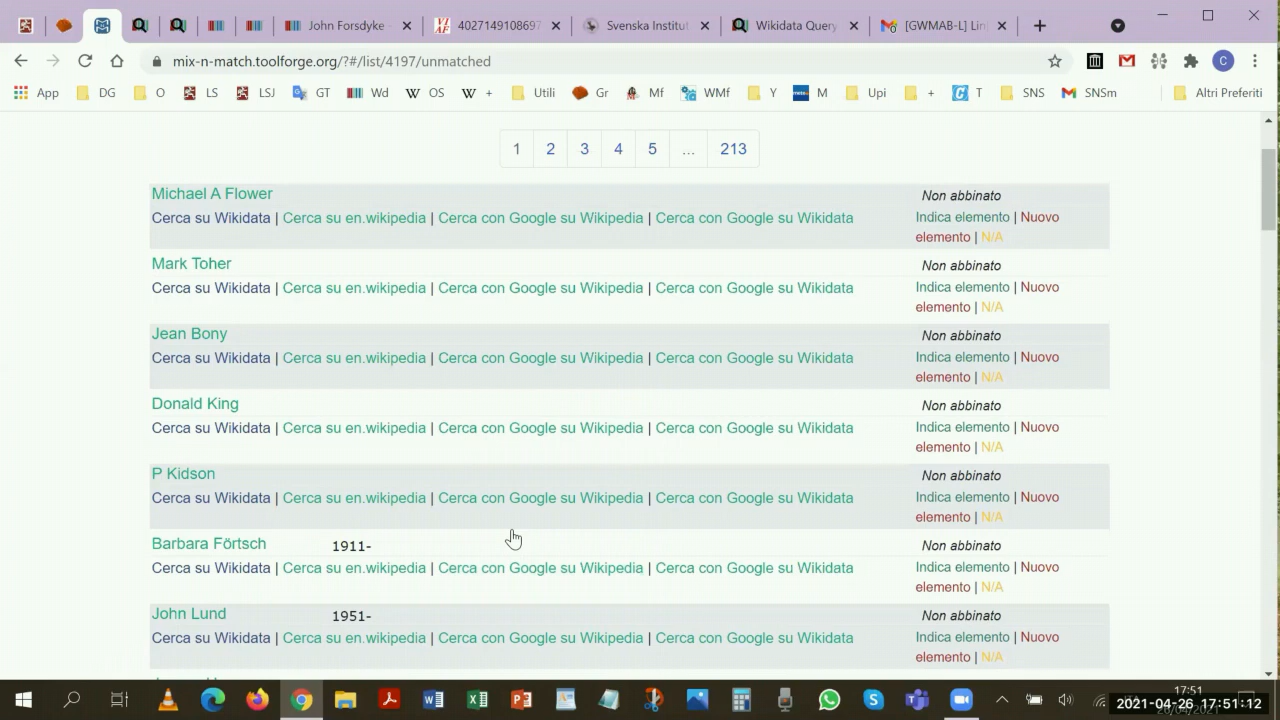 John Forsdyke
4027149108695
Svenska Institut
Wikidata Query
[GWMAB-L] Lin
mix-n-match.toolforge.org/?#/list/4197/unmatched
C
App DG O LS LSJ GT Wd OS + Utili Gr Mf WMf Y M Upi + T SNS SNSm Altri Preferiti
1 2 3 4 5 ... 213
Michael A Flower Non abbinato
Cerca su Wikidata | Cerca su en.wikipedia | Cerca con Google su Wikipedia | Cerca con Google su Wikidata Indica elemento | Nuovo
elemento | N/A
Mark Toher Non abbinato
Cerca su Wikidata | Cerca su en.wikipedia | Cerca con Google su Wikipedia | Cerca con Google su Wikidata Indica elemento | Nuovo
elemento | N/A
Jean Bony Non abbinato
Cerca su Wikidata | Cerca su en.wikipedia | Cerca con Google su Wikipedia | Cerca con Google su Wikidata Indica elemento | Nuovo
elemento | N/A
Donald King Non abbinato
Cerca su Wikidata | Cerca su en.wikipedia | Cerca con Google su Wikipedia | Cerca con Google su Wikidata Indica elemento | Nuovo
elemento | N/A
P Kidson Non abbinato
Cerca su Wikidata | Cerca su en.wikipedia | Cerca con Google su Wikipedia | Cerca con Google su Wikidata Indica elemento | Nuovo
elemento | N/A
Barbara Förtsch 1911- Non abbinato
Cerca su Wikidata | Cerca su en.wikipedia | Cerca con Google su Wikipedia | Cerca con Google su Wikidata Indica elemento | Nuovo
elemento | N/A
John Lund 1951- Non abbinato
Cerca su Wikidata | Cerca su en.wikipedia | Cerca con Google su Wikipedia | Cerca con Google su Wikidata Indica elemento | Nuovo
elemento | N/A
17:51
2021-04-26 17:51:12